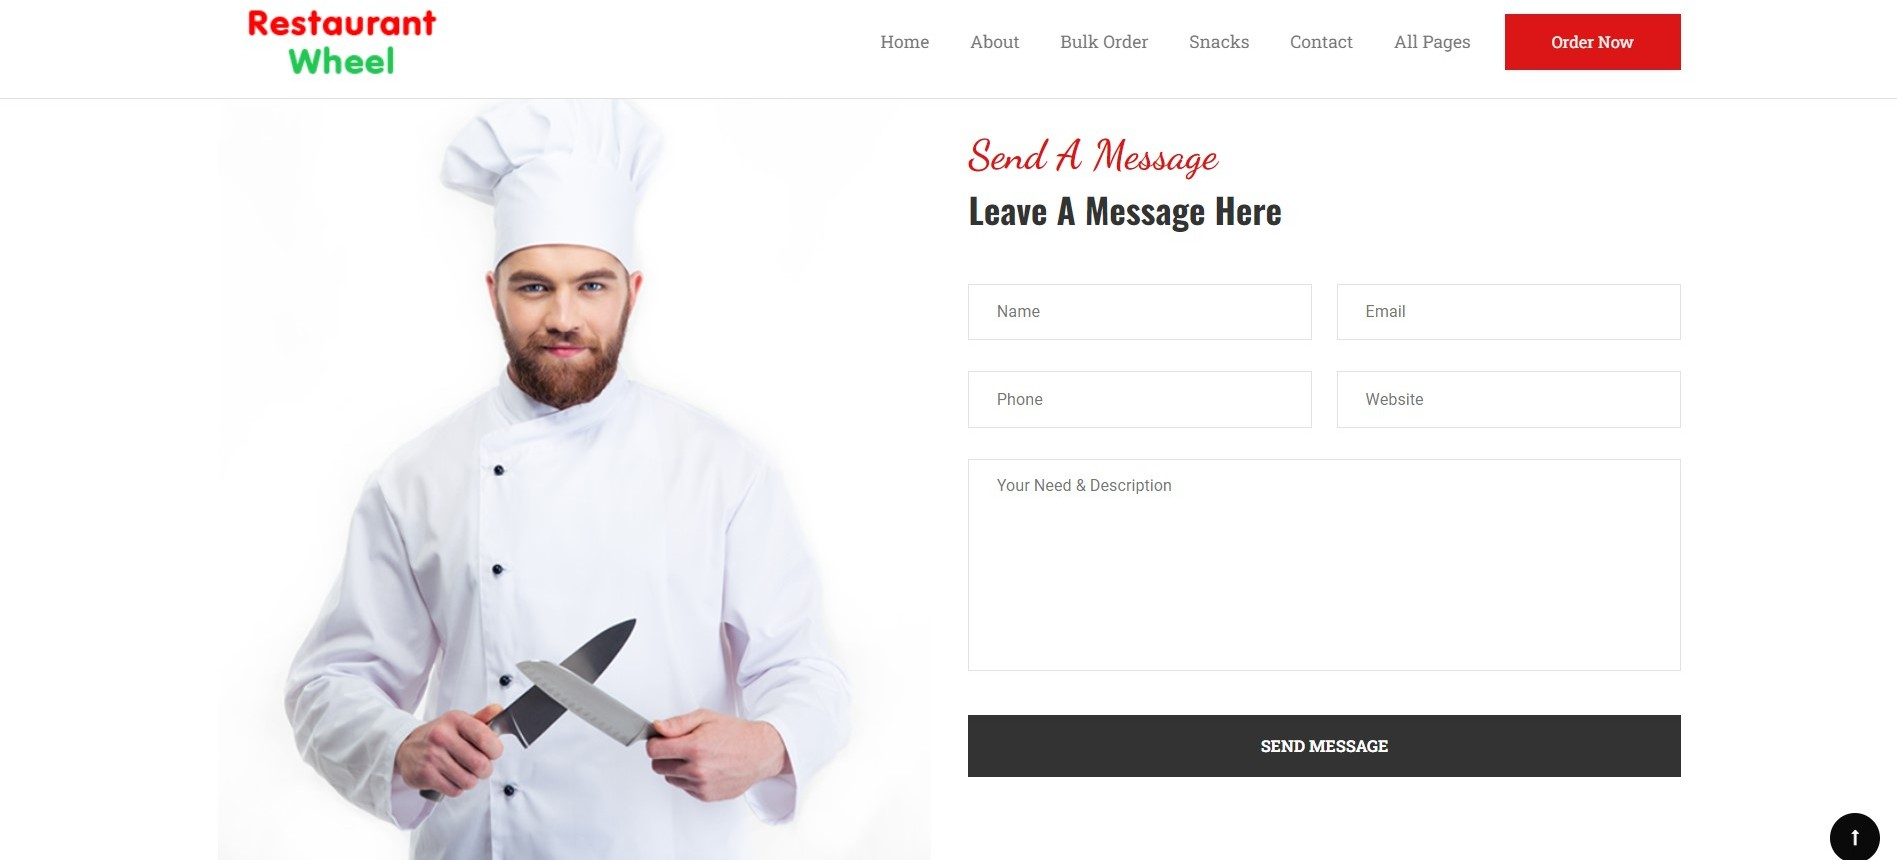 Restaurant
Wheel
Home About Bulk Order Snacks Contact All Pages Order Now
Send A Message
Leave A Message Here
Name Email
Phone Website
Your Need & Description
SEND MESSAGE